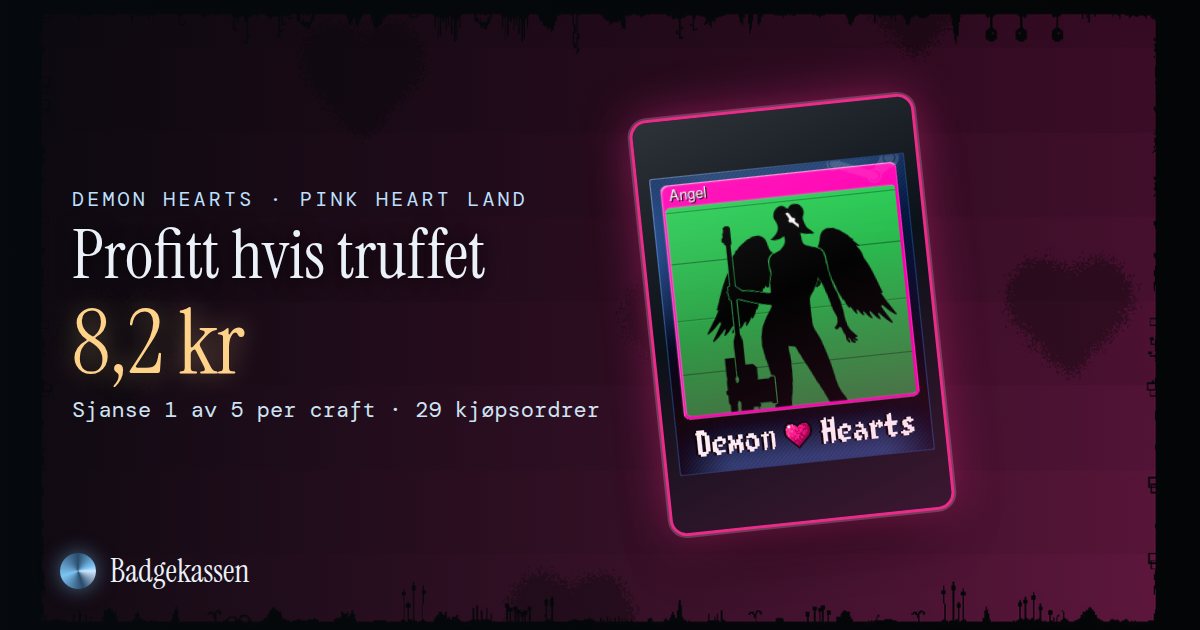 DEMON HEARTS · PINK HEART LAND
Profitt hvis truffet
8,2 kr
Sjanse 1 av 5 per craft · 29 kjøpsordrer
Angel
Demon Hearts
Badgekassen